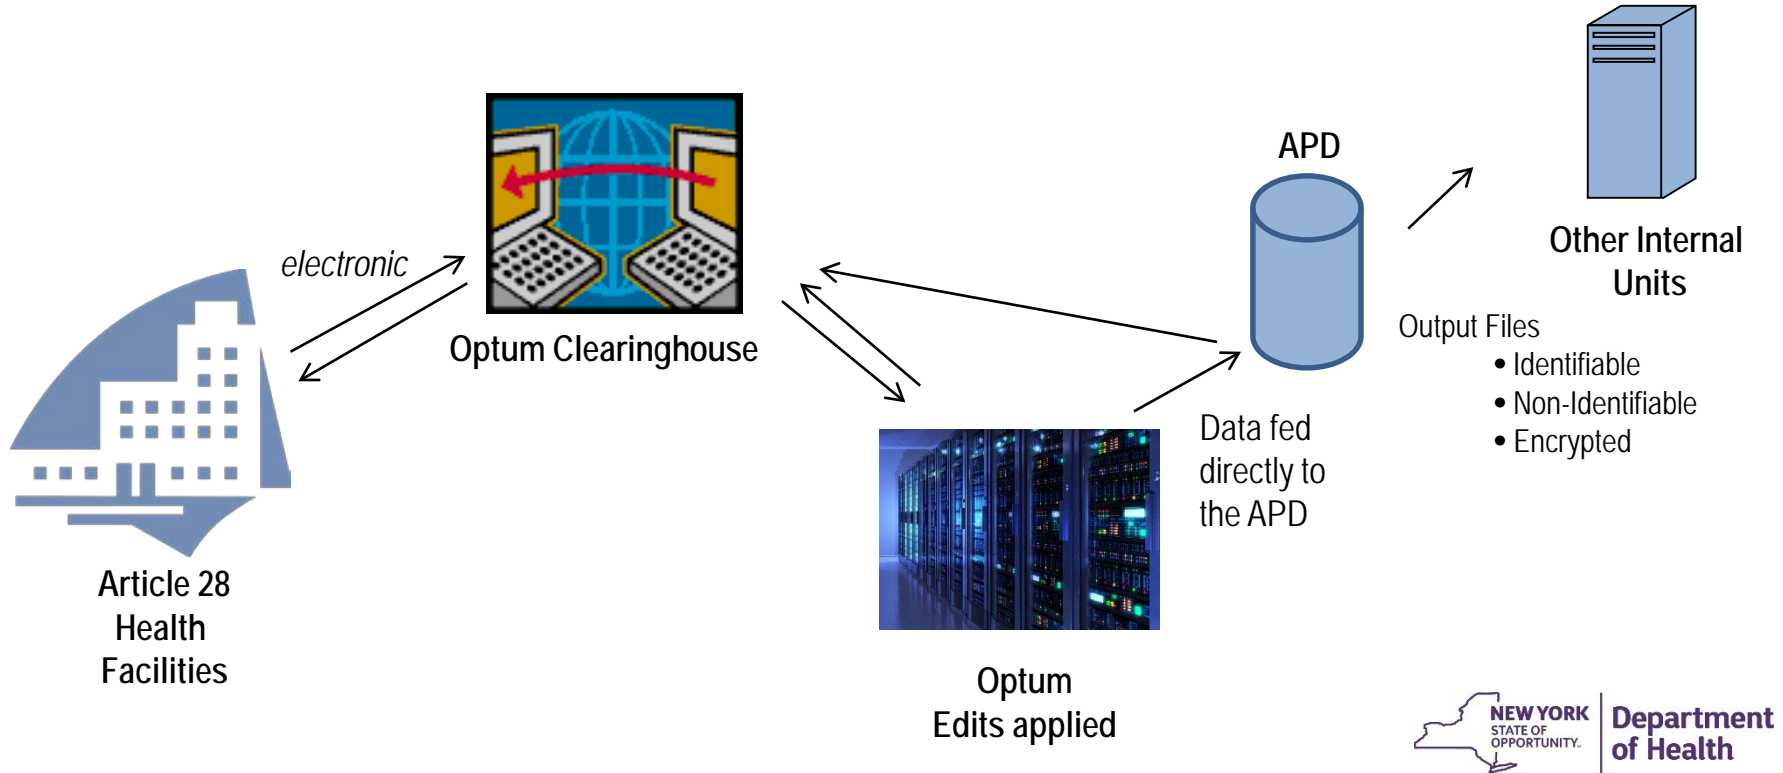 electronic
Optum Clearinghouse
Article 28
Health
Facilities
Optum
Edits applied
APD
Data fed
directly to
the APD
Other Internal
Units
Output Files
• Identifiable
• Non-Identifiable
• Encrypted
NEW YORK
STATE OF
OPPORTUNITY.
Department
of Health